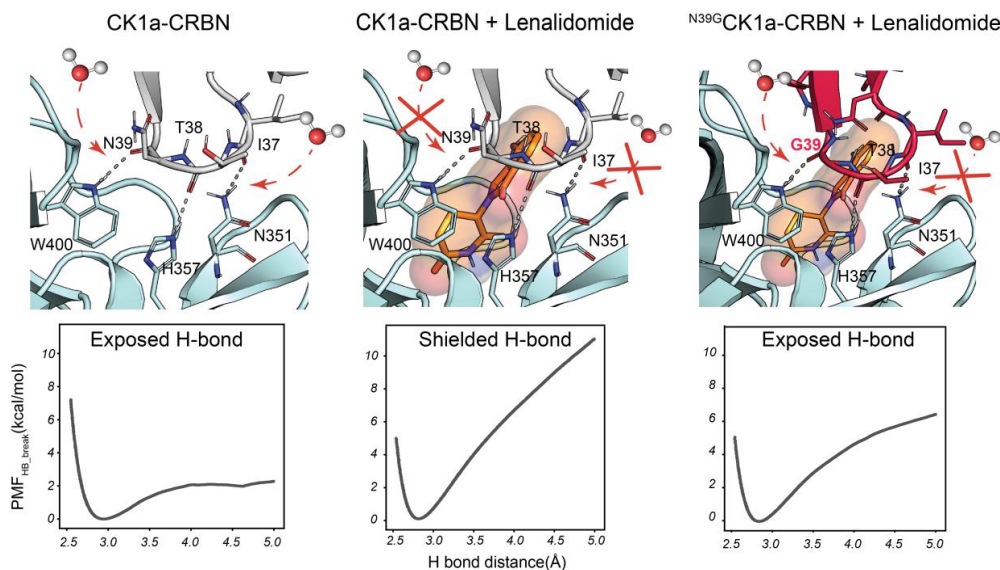 CK1a-CRBN
CK1a-CRBN + Lenalidomide
N39GCK1a-CRBN + Lenalidomide
N39
T38
I37
W400
H357
N351
N39
T38
I37
W400
H357
N351
G39
T38
I37
W400
H357
N351
Exposed H-bond
Shielded H-bond
Exposed H-bond
PMFHB_break(kcal/mol)
10
8
6
4
2
0
2.5 3.0 3.5 4.0 4.5 5.0
10
8
6
4
2
0
2.5 3.0 3.5 4.0 4.5 5.0
10
8
6
4
2
0
2.5 3.0 3.5 4.0 4.5 5.0
H bond distance(Å)